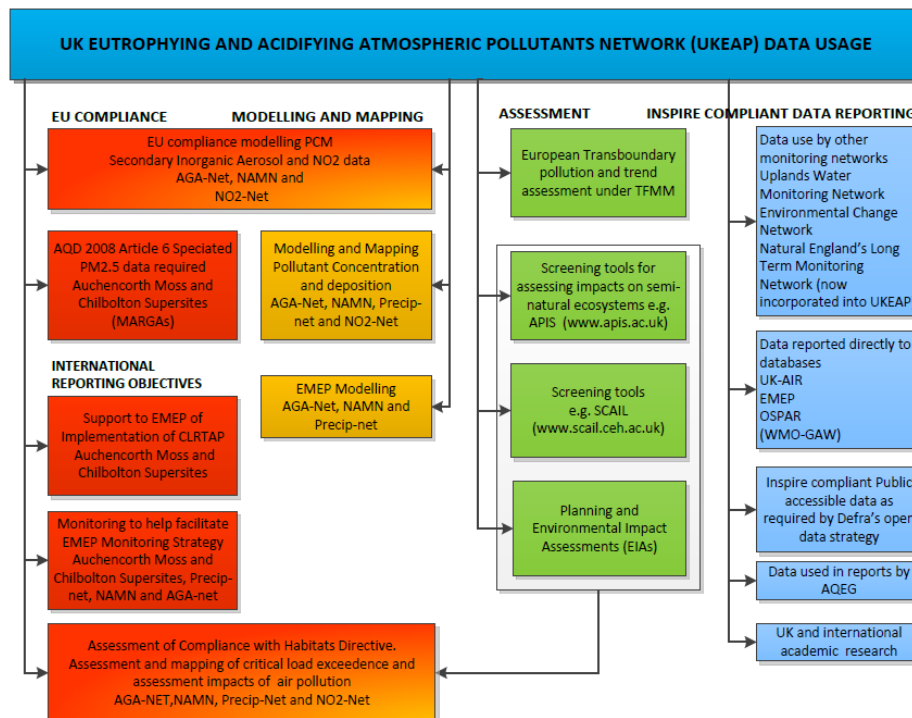 UK EUTROPHYING AND ACIDIFYING ATMOSPHERIC POLLUTANTS NETWORK (UKEAP) DATA USAGE
EU COMPLIANCE
MODELLING AND MAPPING
EU compliance modelling PCM
Secondary Inorganic Aerosol and NO2 data
AGA-Net, NAMN and
NO2-Net
AQD 2008 Article 6 Speciated
PM2.5 data required
Auchencorth Moss and
Chilbolton Supersites
(MARGAs)
Modelling and Mapping
Pollutant Concentration
and deposition
AGA-Net, NAMN, Precip-
net and NO2-Net
INTERNATIONAL
REPORTING OBJECTIVES
EMEP Modelling
AGA-Net, NAMN and
Precip-net
Support to EMEP of
Implementation of CLRTAP
Auchencorth Moss and
Chilbolton Supersites
Monitoring to help facilitate
EMEP Monitoring Strategy
Auchencorth Moss and
Chilbolton Supersites, Precip-
net, NAMN and AGA-net
Assessment of Compliance with Habitats Directive.
Assessment and mapping of critical load exceedence and
assessment impacts of air pollution
AGA-NET,NAMN, Precip-Net and NO2-Net
ASSESSMENT
European Transboundary
pollution and trend
assessment under TFMM
Screening tools for
assessing impacts on semi-
natural ecosystems e.g.
APIS (www.apis.ac.uk)
Screening tools
e.g. SCAIL
(www.scail.ceh.ac.uk)
Planning and
Environmental Impact
Assessments (EIAs)
INSPIRE COMPLIANT DATA REPORTING
Data use by other
monitoring networks
Uplands Water
Monitoring Network
Environmental Change
Network
Natural England's Long
Term Monitoring
Network (now
incorporated into UKEAP
Data reported directly to
databases
UK-AIR
EMEP
OSPAR
(WMO-GAW)
Inspire compliant Public
accessible data as
required by Defra's open
data strategy
Data used in reports by
AQEG
UK and international
academic research